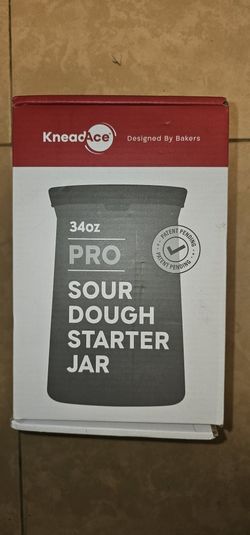 KneadAce
Designed By Bakers
34oz
PRO
PATENT PENDING
PATENT PENDING
SOUR
DOUGH
STARTER
JAR